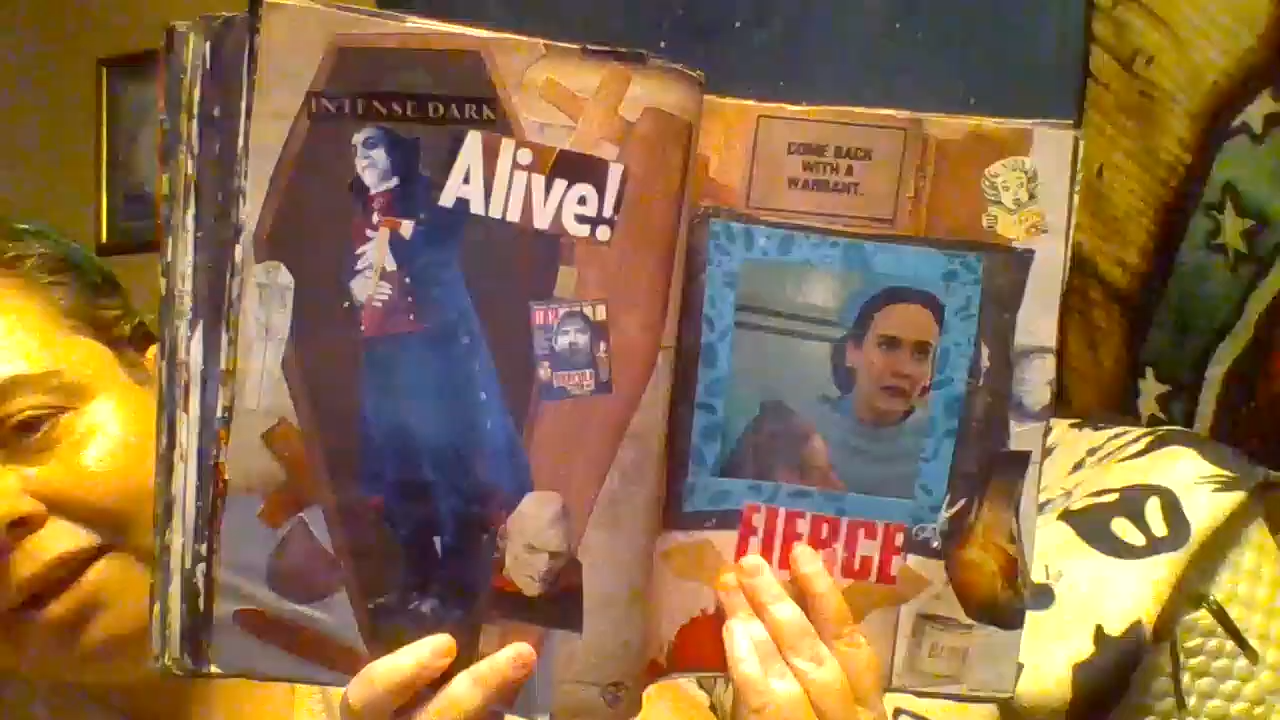 INTENSE DARK
Alive!
COME BACK
WITH A
WARRANT.
FIERCE